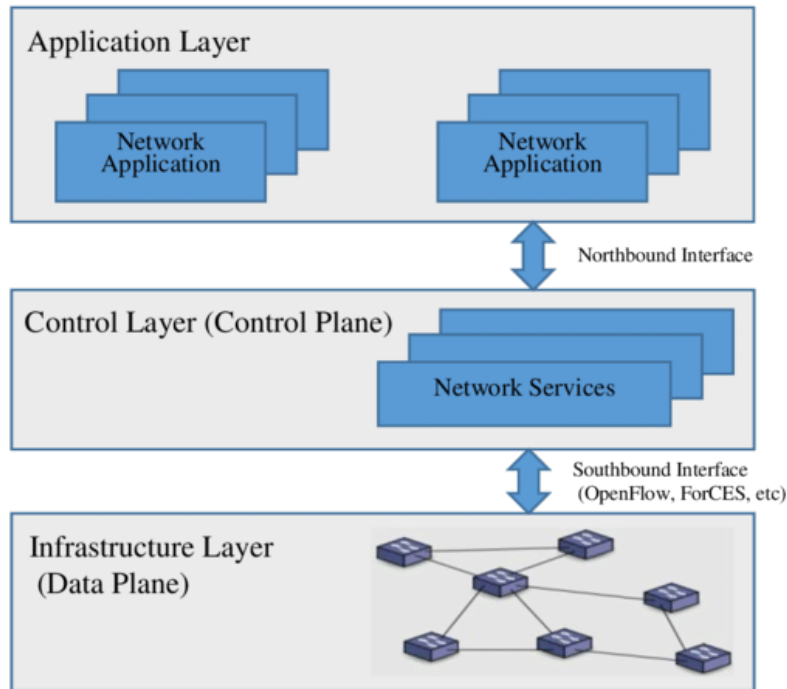 Application Layer
Network
Application
Network
Application
Northbound Interface
Control Layer (Control Plane)
Network Services
Southbound Interface
(OpenFlow, ForCES, etc)
Infrastructure Layer
(Data Plane)